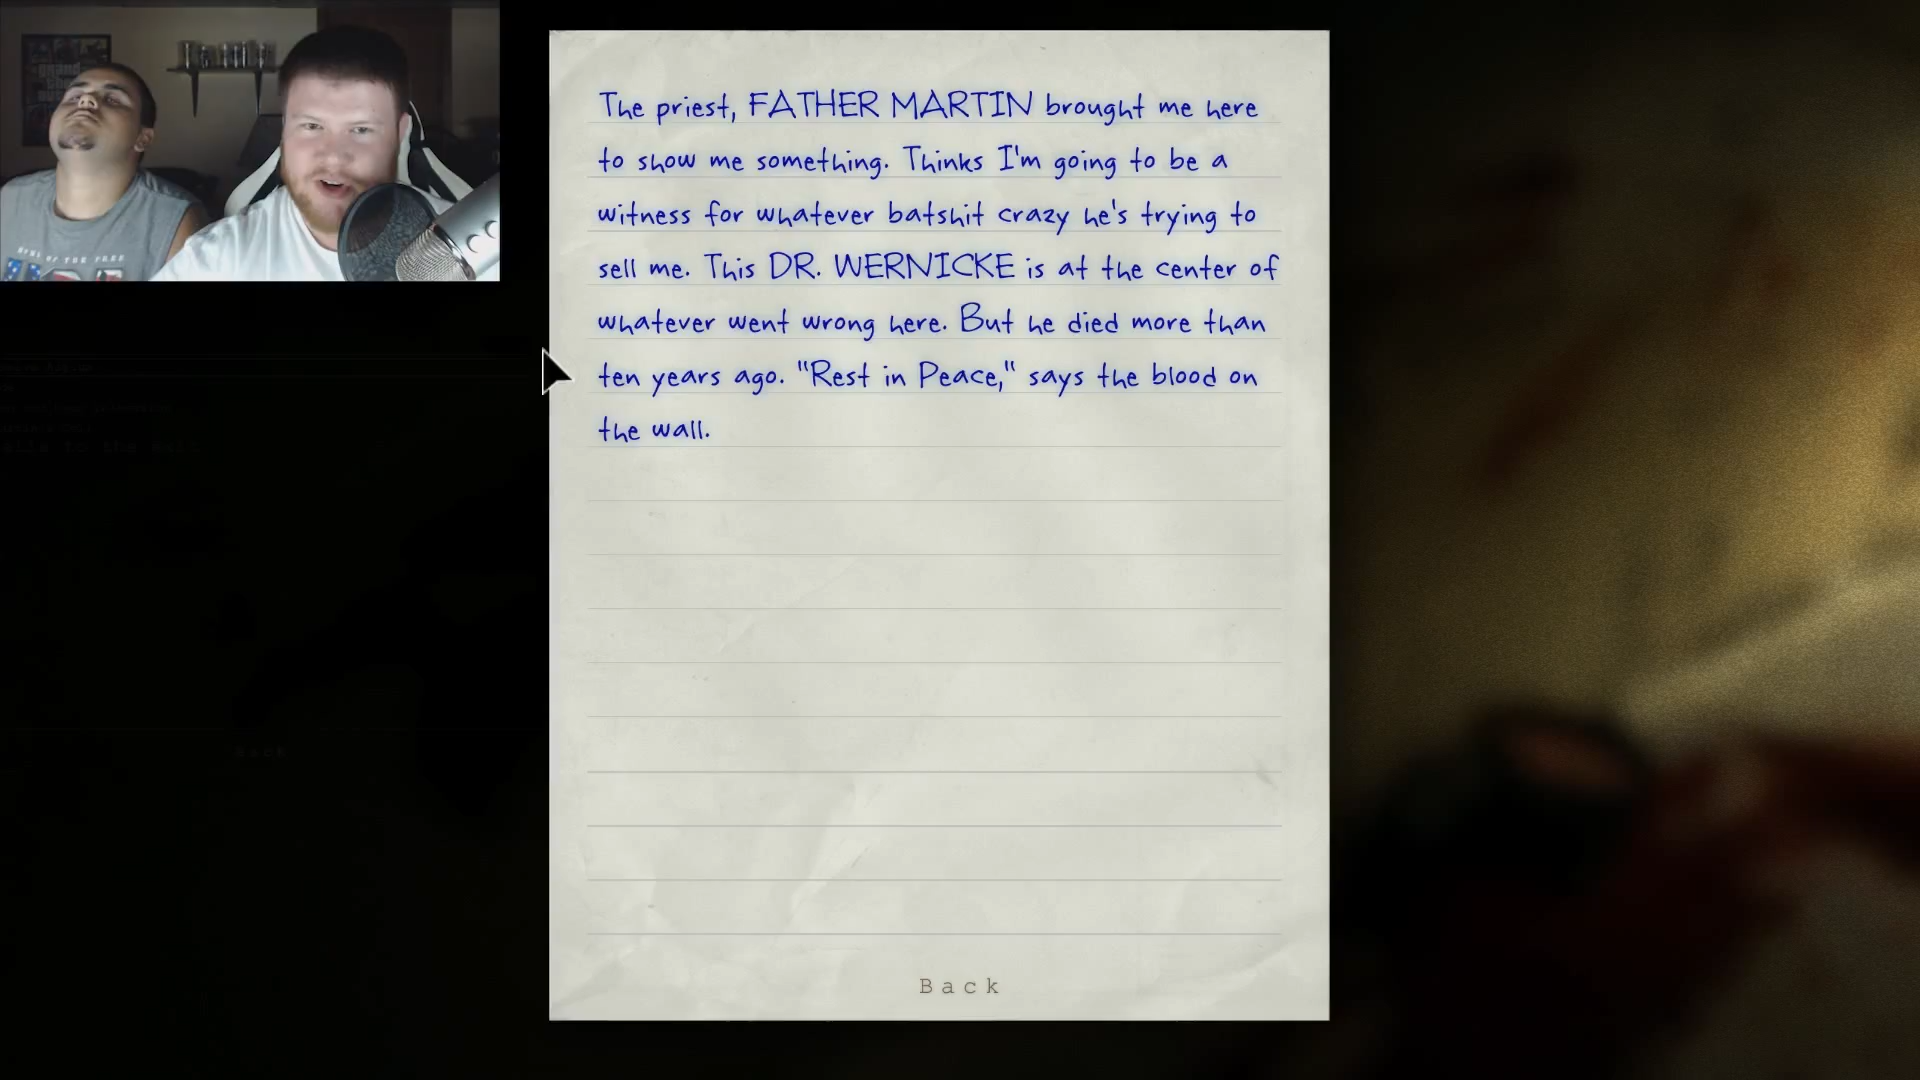 The priest, FATHER MARTIN brought me here
to show me something. Thinks I'm going to be a
witness for whatever batshit crazy he's trying to
sell me. This DR. WERNICKE is at the center of
whatever went wrong here. But he died more than
ten years ago. "Rest in Peace," says the blood on
the wall.
Back
Back